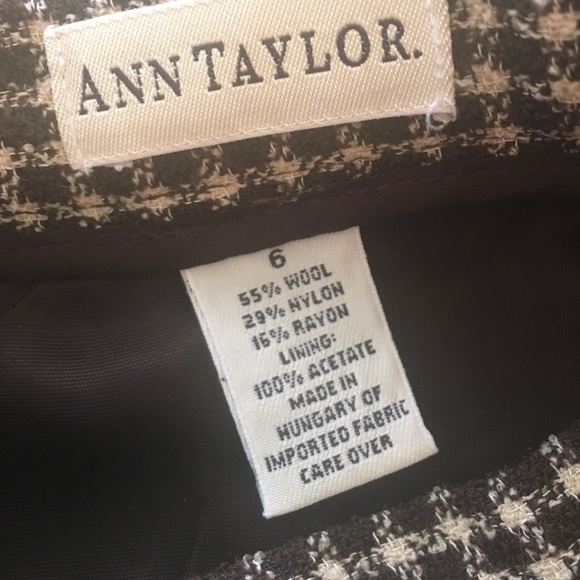 ANN TAYLOR.
6
55% WOOL
29% NYLON
16% RAYON
LINING:
100% ACETATE
MADE IN
HUNGARY OF
IMPORTED FABRIC
CARE OVER